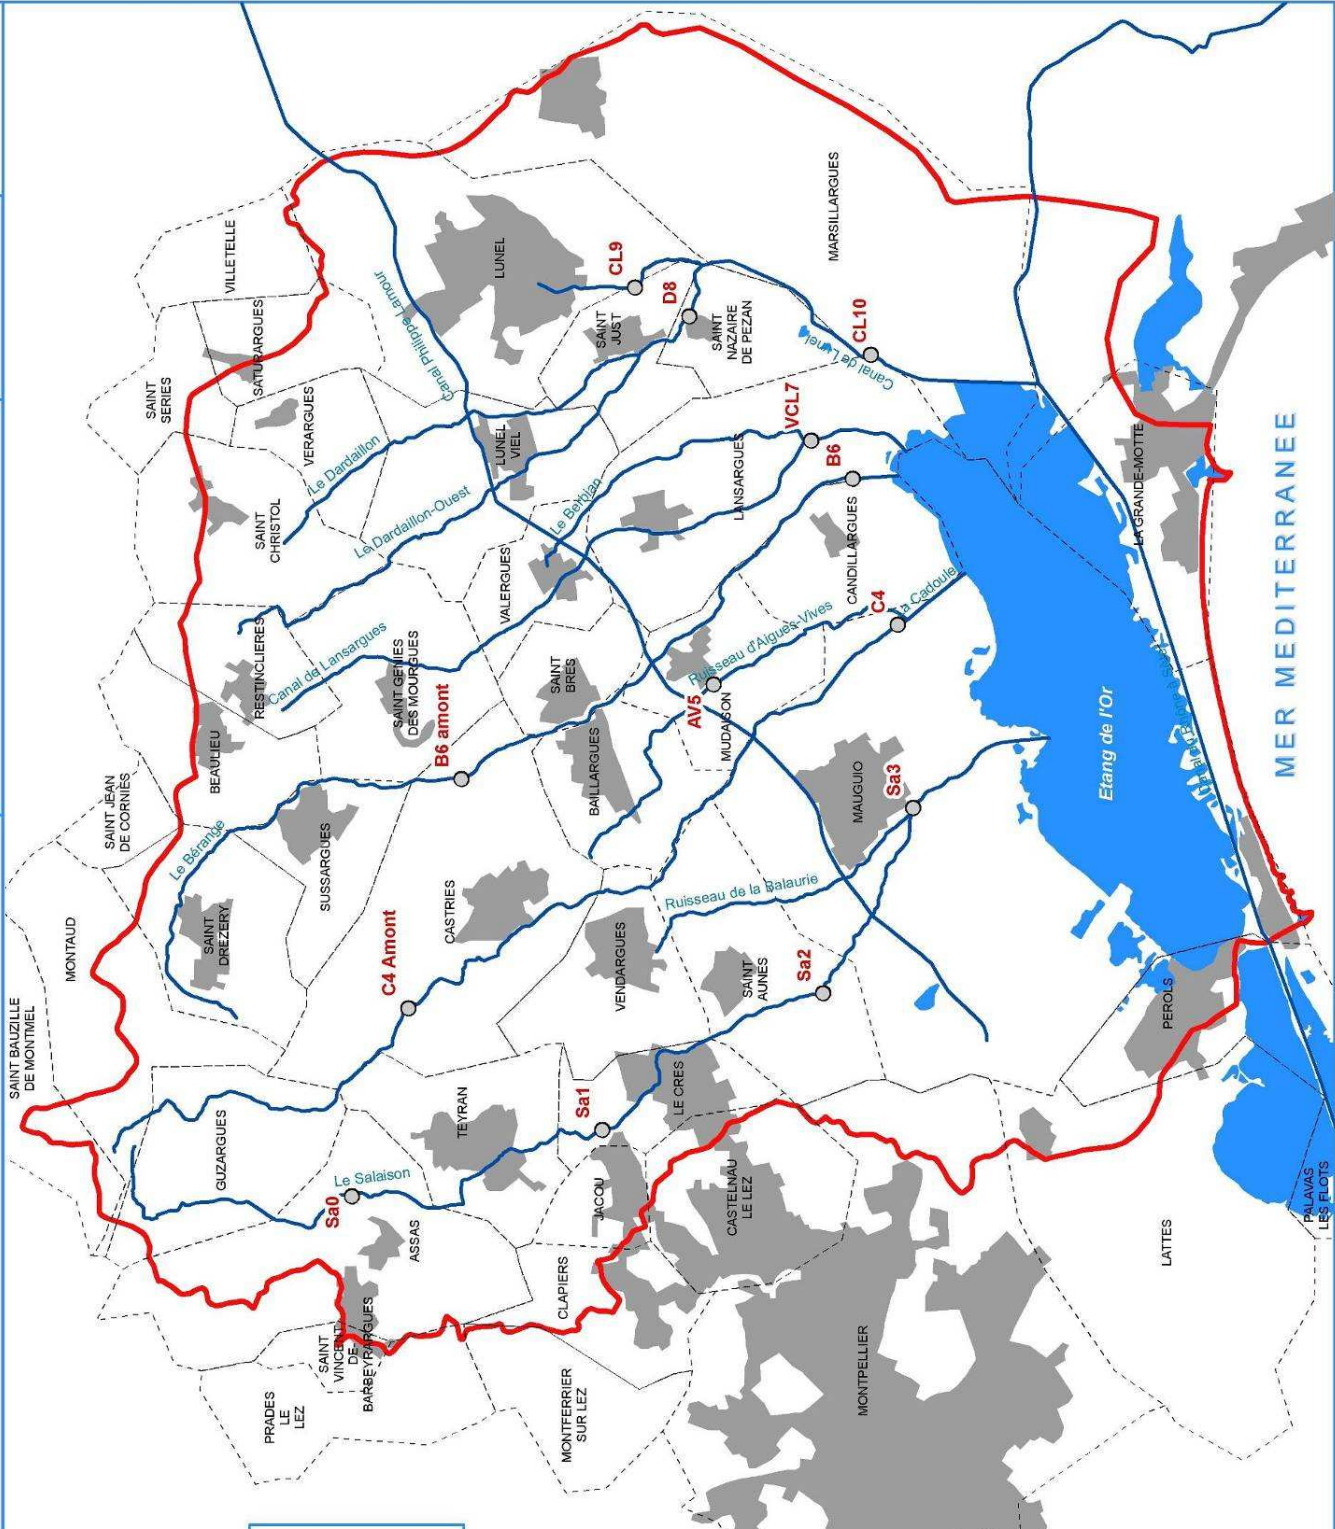 SAINT BAUZILLE
DE MONTMEL
MONTAUD
SAINT JEAN
DE CORNIES
SAINT
SERIES
VILLETELLE
Le Bérange
SAINT
DREZERY
BEAULIEU
GUZARGUES
RESTINCLIERES
SATURARGUES
SAINT
CHRISTOL
VERARGUES
PRADES
LE
LEZ
SUSSARGUES
Canal de Lansargues
Le Dardaillon
SAINT
VINCENT
DE
BARBEYRARGUES
Sa0
Le Salaison
C4 Amont
SAINT GENIES
DES MOURGUES
Le Dardaillon-Ouest
Canal Philippe Lamour
ASSAS
B6 amont
CASTRIES
TEYRAN
LUNEL
LUNEL
VIEL
VALERGUES
SAINT
BRES
BAILLARGUES
Le Berbian
MONTFERRIER
SUR LEZ
CLAPIERS
JACOU
Sa1
VENDARGUES
CL9
SAINT
JUST
D8
LE CRES
Ruisseau de la Balaurie
AV5
MUDAISON
Ruisseau d'Aigues-Vives
SAINT
NAZAIRE
DE PEZAN
CASTELNAU
LE LEZ
SAINT
AUNES
LANSARGUES
VCL7
Sa2
B6
MARSILLARGUES
Canal de Lunel
CL10
MONTPELLIER
MAUGUIO
CANDILLARGUES
C4
Sa3
La Cadoule
Etang de l'Or
LATTES
PEROLS
LA GRANDE-MOTTE
Canal du Rhône à Sète
PALAVAS
LES FLOTS
MER MEDITERRANEE